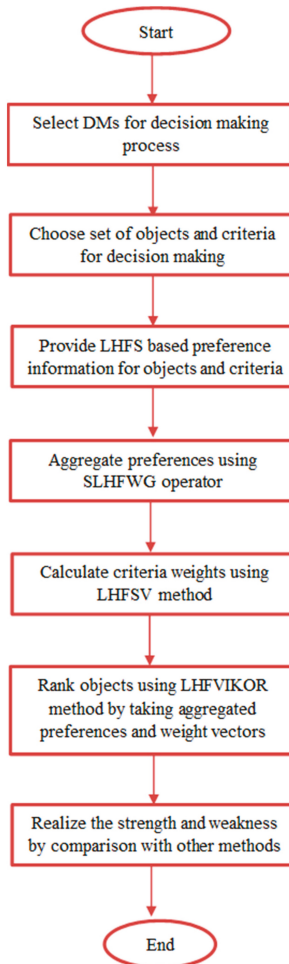 Start
Select DMs for decision making
process
Choose set of objects and criteria
for decision making
Provide LHFS based preference
information for objects and criteria
Aggregate preferences using
SLHFWG operator
Calculate criteria weights using
LHFSV method
Rank objects using LHFVIKOR
method by taking aggregated
preferences and weight vectors
Realize the strength and weakness
by comparison with other methods
End